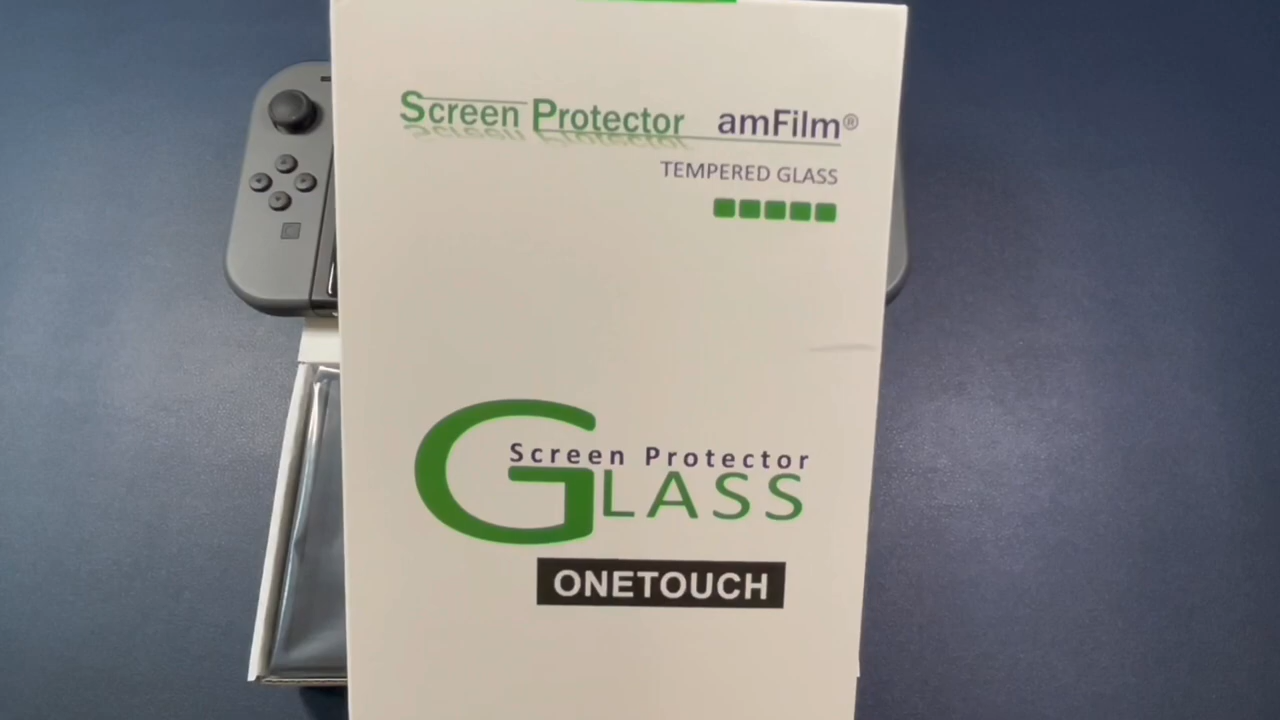 Screen Protector amFilm®
TEMPERED GLASS
Screen Protector
GLASS
ONETOUCH